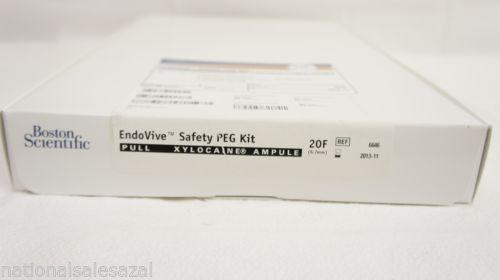 Boston
Scientific
EndoVive™ Safety PEG Kit
PULL XYLOCAINE® AMPULE
20F
(6.7mm)
REF 6646
2013-11
nationalsalesazal